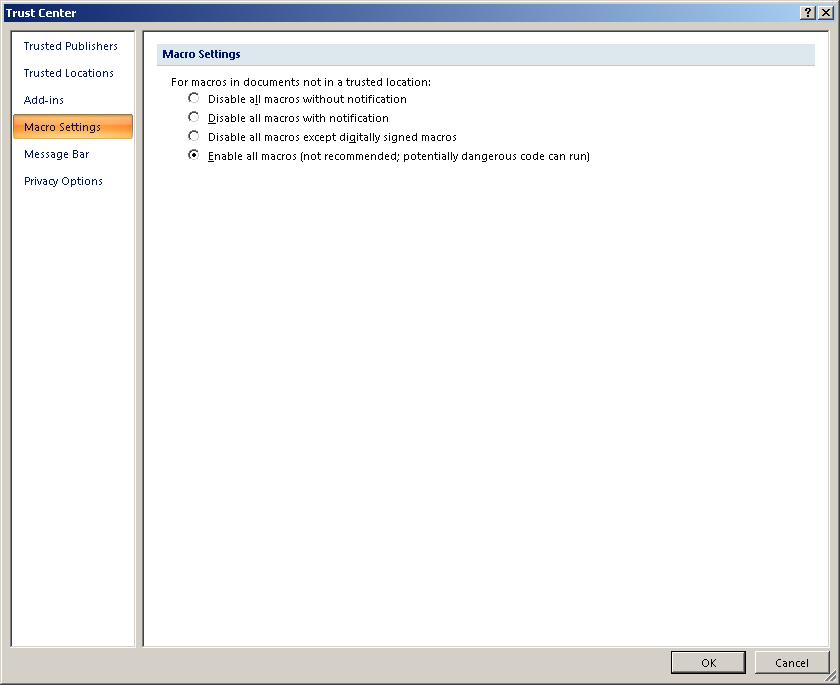 Trust Center
Trusted Publishers
Trusted Locations
Add-ins
Macro Settings
Message Bar
Privacy Options
Macro Settings
For macros in documents not in a trusted location:
Disable all macros without notification
Disable all macros with notification
Disable all macros except digitally signed macros
Enable all macros (not recommended; potentially dangerous code can run)
OK
Cancel